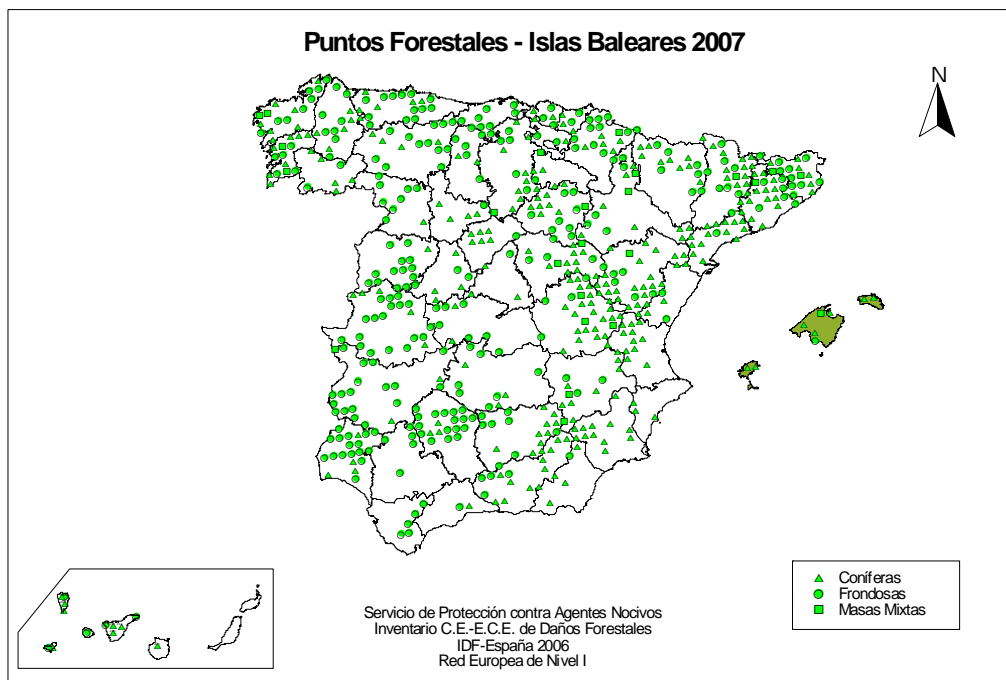 Puntos Forestales - Islas Baleares 2007
N
Coníferas
Frondosas
Masas Mixtas
Servicio de Protección contra Agentes Nocivos
Inventario C.E.-E.C.E. de Daños Forestales
IDF-España 2006
Red Europea de Nivel I